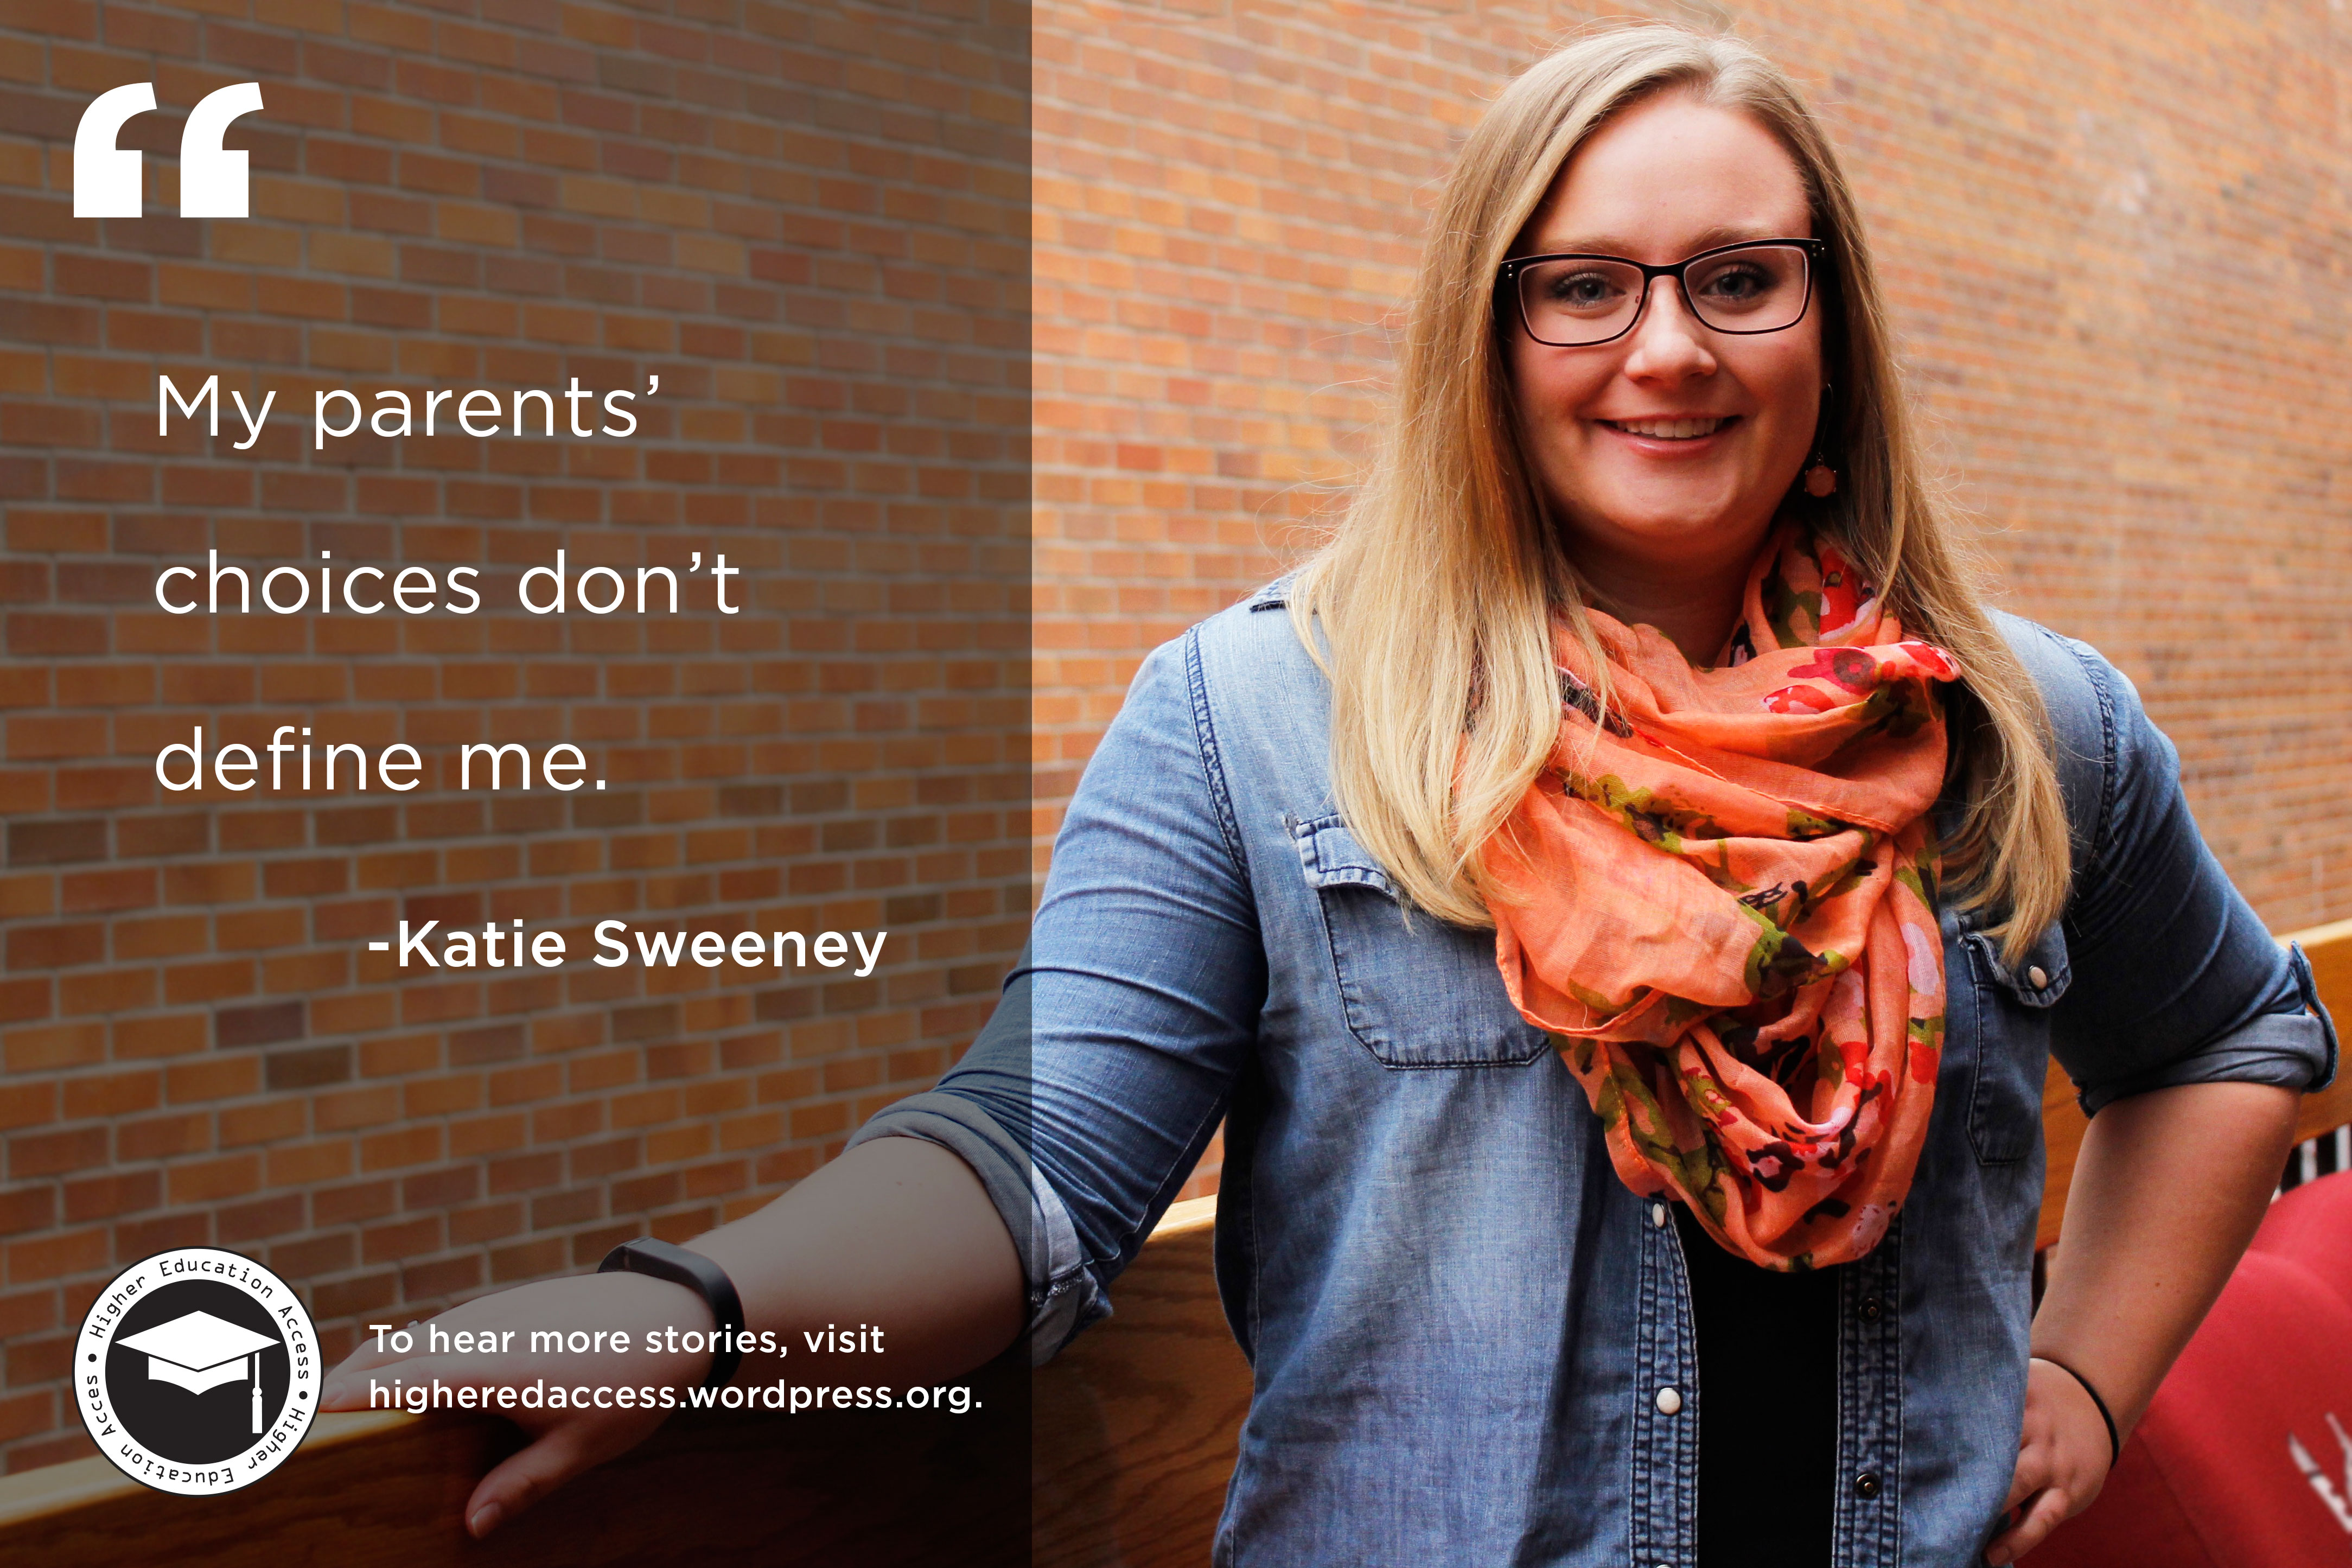 “
My parents’
choices don’t
define me.
-Katie Sweeney
Higher Education Access • Higher Education Access •
To hear more stories, visit
higheredaccess.wordpress.org.